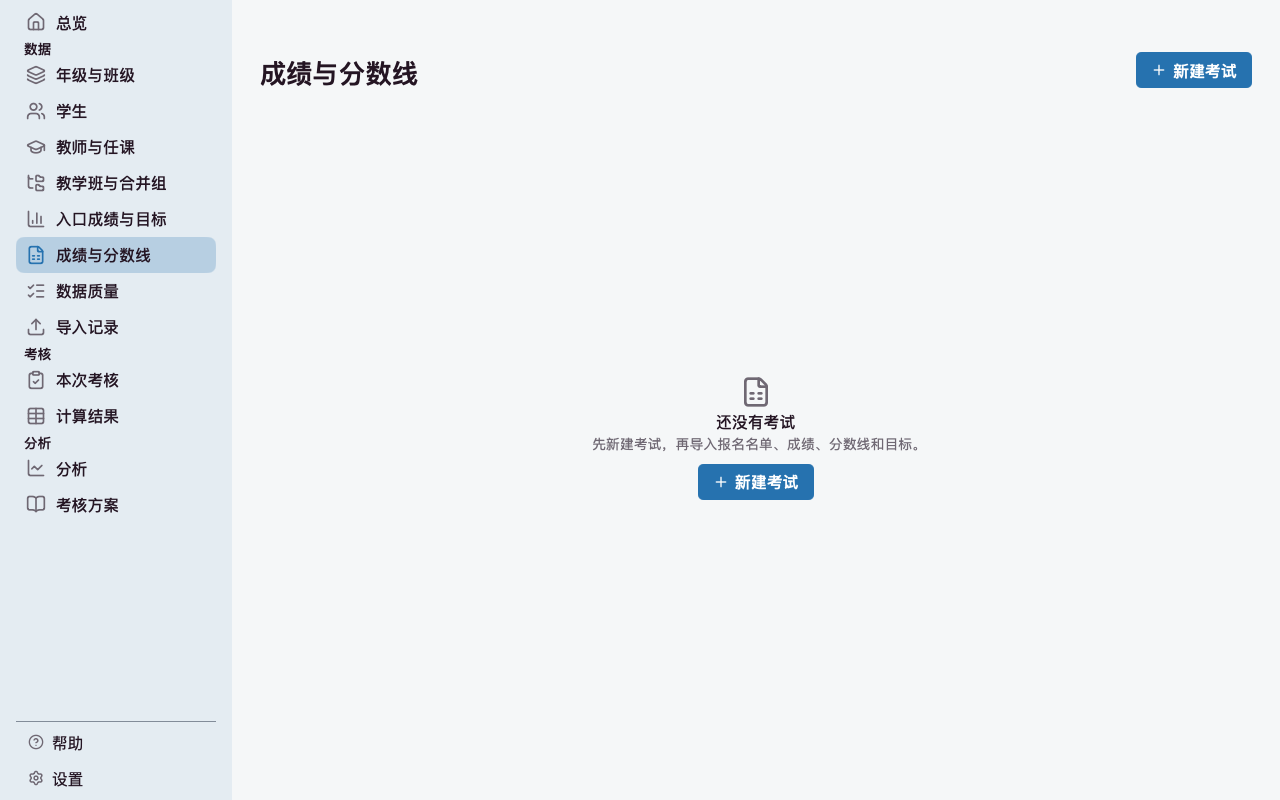 总览
数据
年级与班级
学生
教师与任课
教学班与合并组
入口成绩与目标
成绩与分数线
数据质量
导入记录
考核
本次考核
计算结果
分析
分析
考核方案
帮助
设置
成绩与分数线
新建考试
还没有考试
先新建考试，再导入报名名单、成绩、分数线和目标。
新建考试